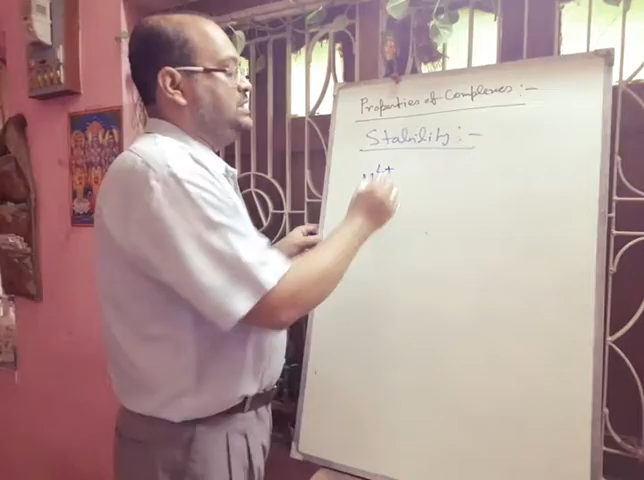 Properties of Complexes :-
Stability :-